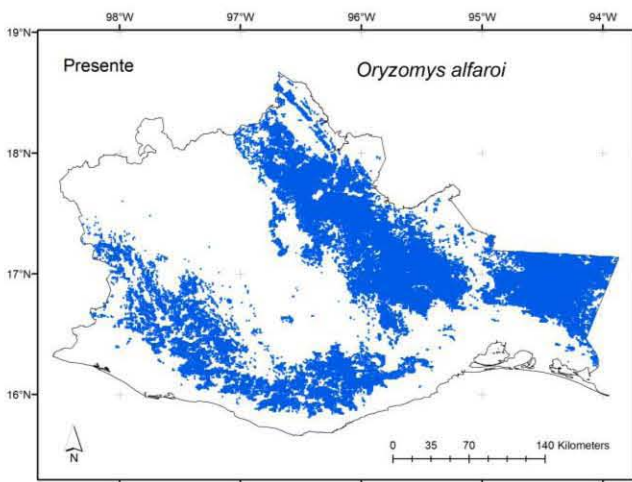 98°W 97°W 96°W 95°W 94°W
19°N
Presente Oryzomys alfaroi
18°N
17°N
16°N
N
0 35 70 140 Kilometers